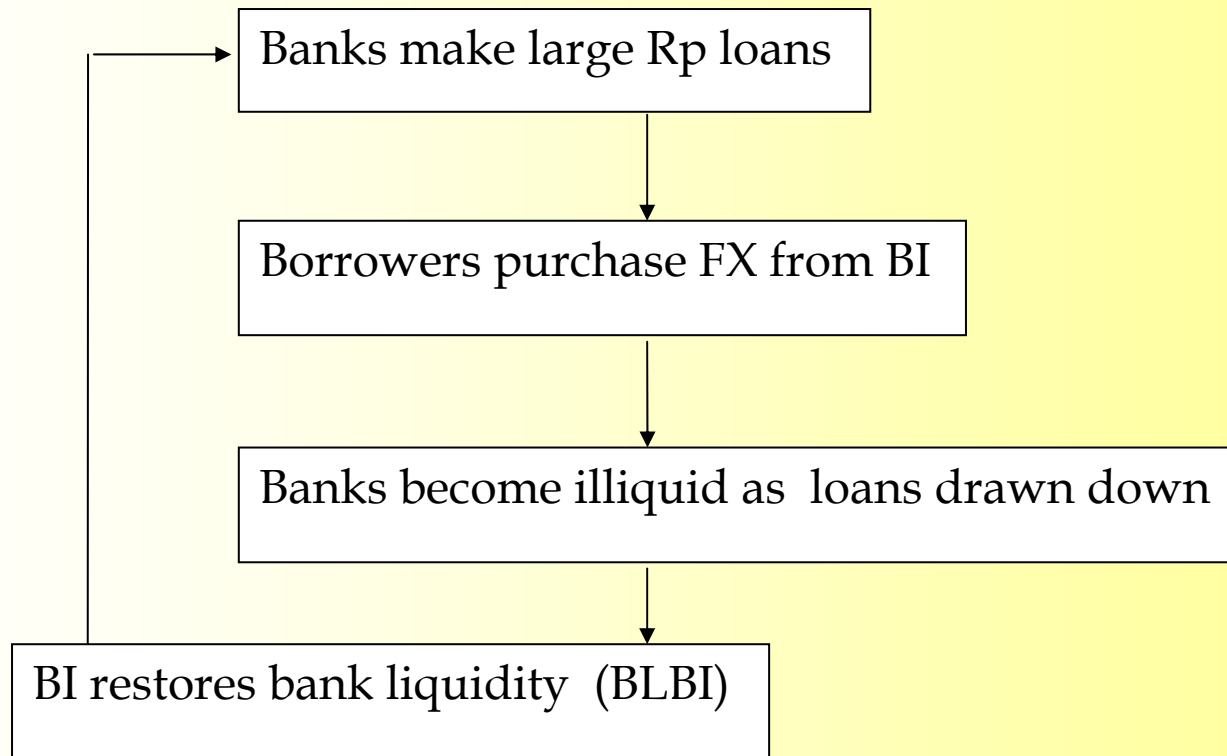 Banks make large Rp loans
Borrowers purchase FX from BI
Banks become illiquid as loans drawn down
BI restores bank liquidity (BLBI)